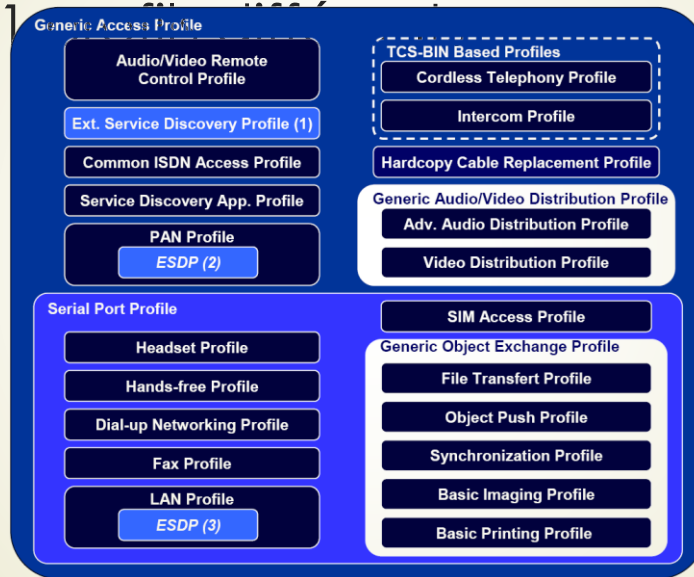 Generic Access Profile
Audio/Video Remote
Control Profile
Ext. Service Discovery Profile (1)
Common ISDN Access Profile
Service Discovery App. Profile
PAN Profile
ESDP (2)
TCS-BIN Based Profiles
Cordless Telephony Profile
Intercom Profile
Hardcopy Cable Replacement Profile
Generic Audio/Video Distribution Profile
Adv. Audio Distribution Profile
Video Distribution Profile
Serial Port Profile
Headset Profile
Hands-free Profile
Dial-up Networking Profile
Fax Profile
LAN Profile
ESDP (3)
SIM Access Profile
Generic Object Exchange Profile
File Transfert Profile
Object Push Profile
Synchronization Profile
Basic Imaging Profile
Basic Printing Profile